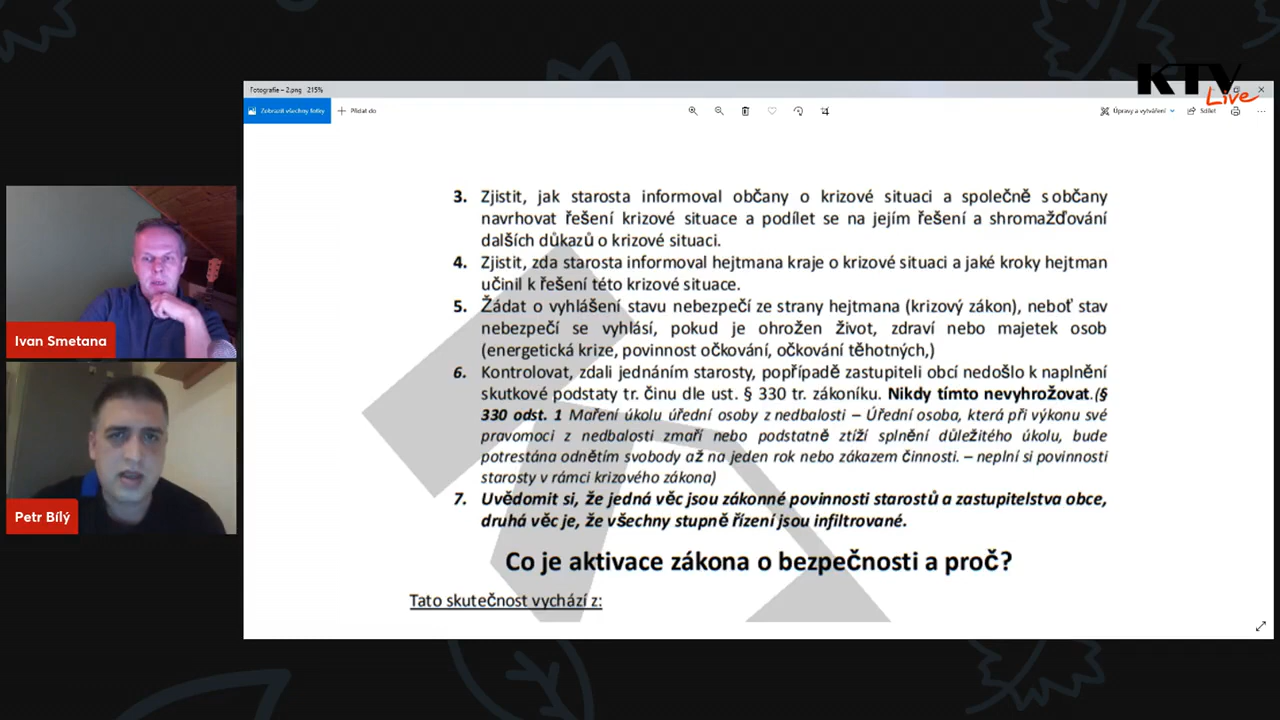 KTV
Live
Fotografie – 2.png 215%
Zobrazit všechny fotky
Přidat do
Úpravy a vytváření
Sdílet
3. Zjistit, jak starosta informoval občany o krizové situaci a společně s občany
navrhovat řešení krizové situace a podílet se na jejím řešení a shromažďování
dalších důkazů o krizové situaci.
4. Zjistit, zda starosta informoval hejtmana kraje o krizové situaci a jaké kroky hejtman
učinil k řešení této krizové situace.
5. Žádat o vyhlášení stavu nebezpečí ze strany hejtmana (krizový zákon), neboť stav
nebezpečí se vyhlásí, pokud je ohrožen život, zdraví nebo majetek osob
(energetická krize, povinnost očkování, očkování těhotných,)
6. Kontrolovat, zdali jednáním starosty, popřípadě zastupiteli obcí nedošlo k naplnění
skutkové podstaty tr. činu dle ust. § 330 tr. zákoníku. Nikdy tímto nevyhrožovat.(§
330 odst. 1 Maření úkolu úřední osoby z nedbalosti – Úřední osoba, která při výkonu své
pravomoci z nedbalosti zmaří nebo podstatně ztíží splnění důležitého úkolu, bude
potrestána odnětím svobody až na jeden rok nebo zákazem činnosti. – neplní si povinnosti
starosty v rámci krizového zákona)
7. Uvědomit si, že jedná věc jsou zákonné povinnosti starostů a zastupitelstva obce,
druhá věc je, že všechny stupně řízení jsou infiltrované.
Co je aktivace zákona o bezpečnosti a proč?
Tato skutečnost vychází z:
Ivan Smetana
Petr Bílý